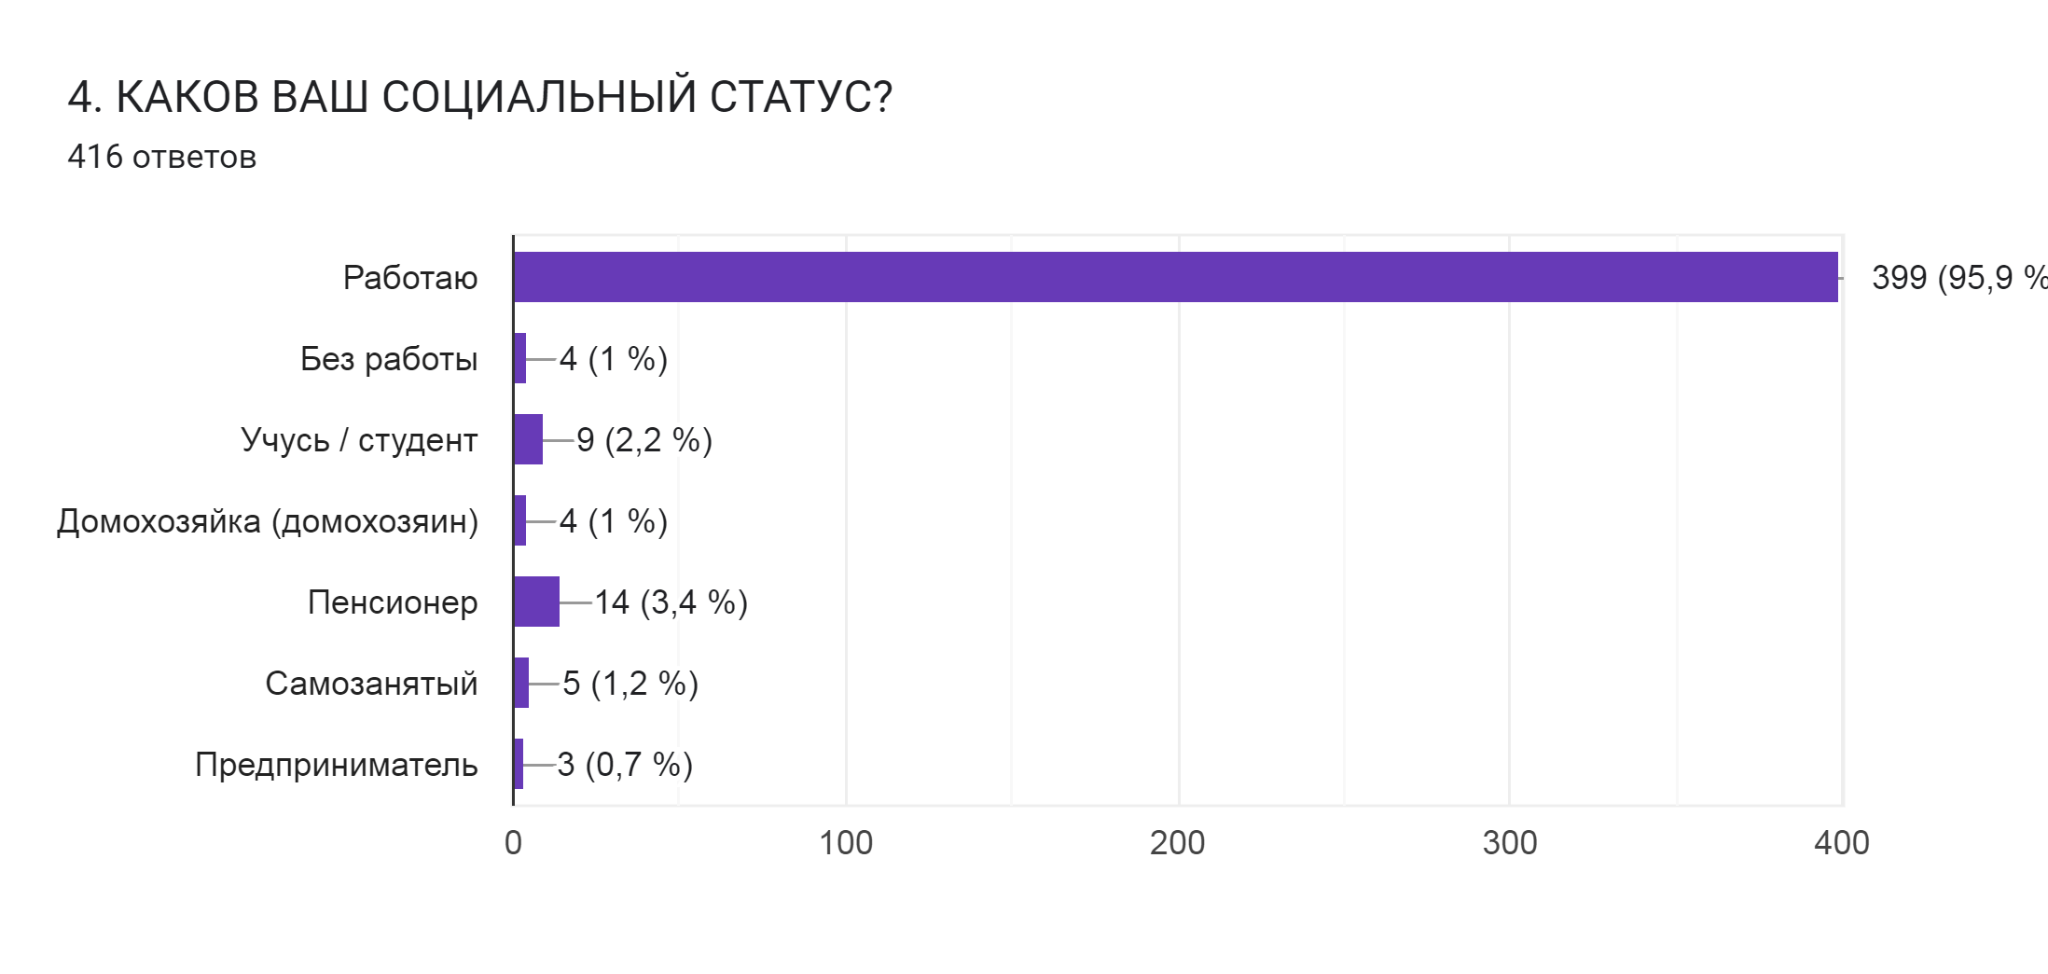 4. КАКОВ ВАШ СОЦИАЛЬНЫЙ СТАТУС?
416 ответов
Работаю 399 (95,9 %
Без работы 4 (1 %)
Учусь / студент 9 (2,2 %)
Домохозяйка (домохозяин) 4 (1 %)
Пенсионер 14 (3,4 %)
Самозанятый 5 (1,2 %)
Предприниматель 3 (0,7 %)
0 100 200 300 400